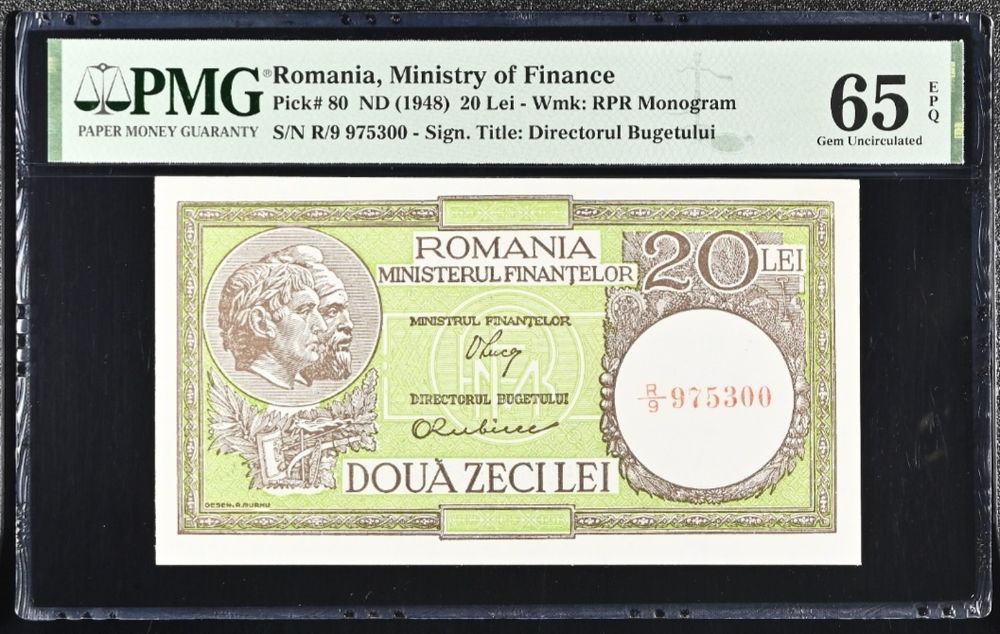 PMG®
PAPER MONEY GUARANTY
Romania, Ministry of Finance
Pick# 80 ND (1948) 20 Lei - Wmk: RPR Monogram
S/N R/9 975300 - Sign. Title: Directorul Bugetului
65
EPQ
Gem Uncirculated
ROMANIA
MINISTERUL FINANȚELOR
20 LEI
MINISTRUL FINANȚELOR
DIRECTORUL BUGETULUI
R/9 975300
DOUĂ ZECI LEI
DESEN.A.MURNU